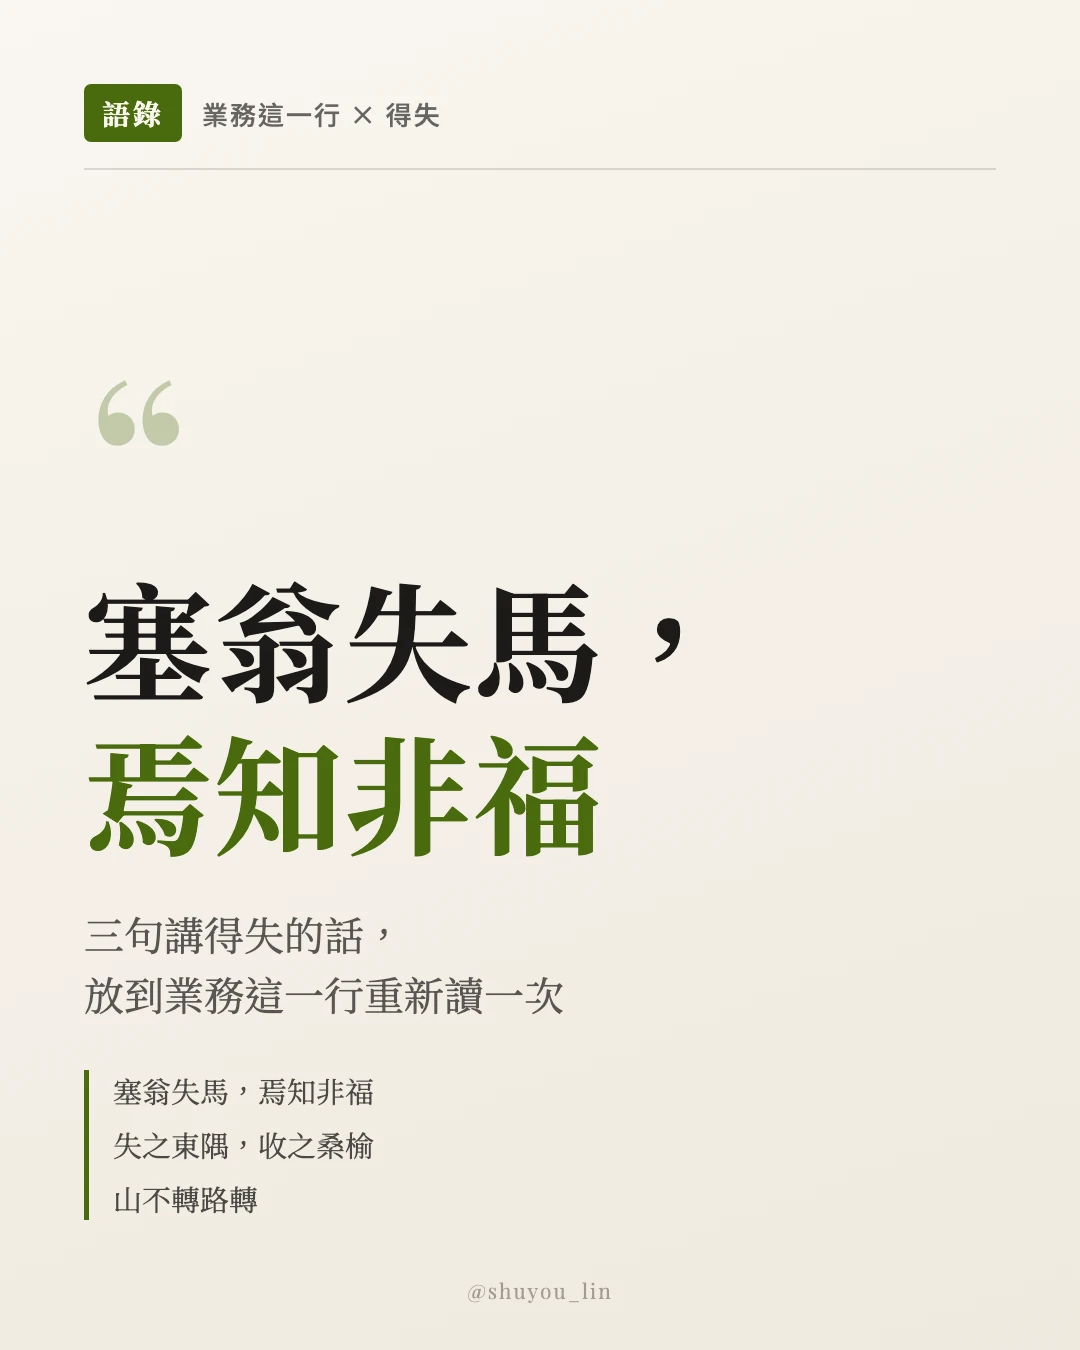 語錄 業務這一行 × 得失
“
塞翁失馬，
焉知非福
三句講得失的話，
放到業務這一行重新讀一次
塞翁失馬，焉知非福
失之東隅，收之桑榆
山不轉路轉
@shuyou_lin